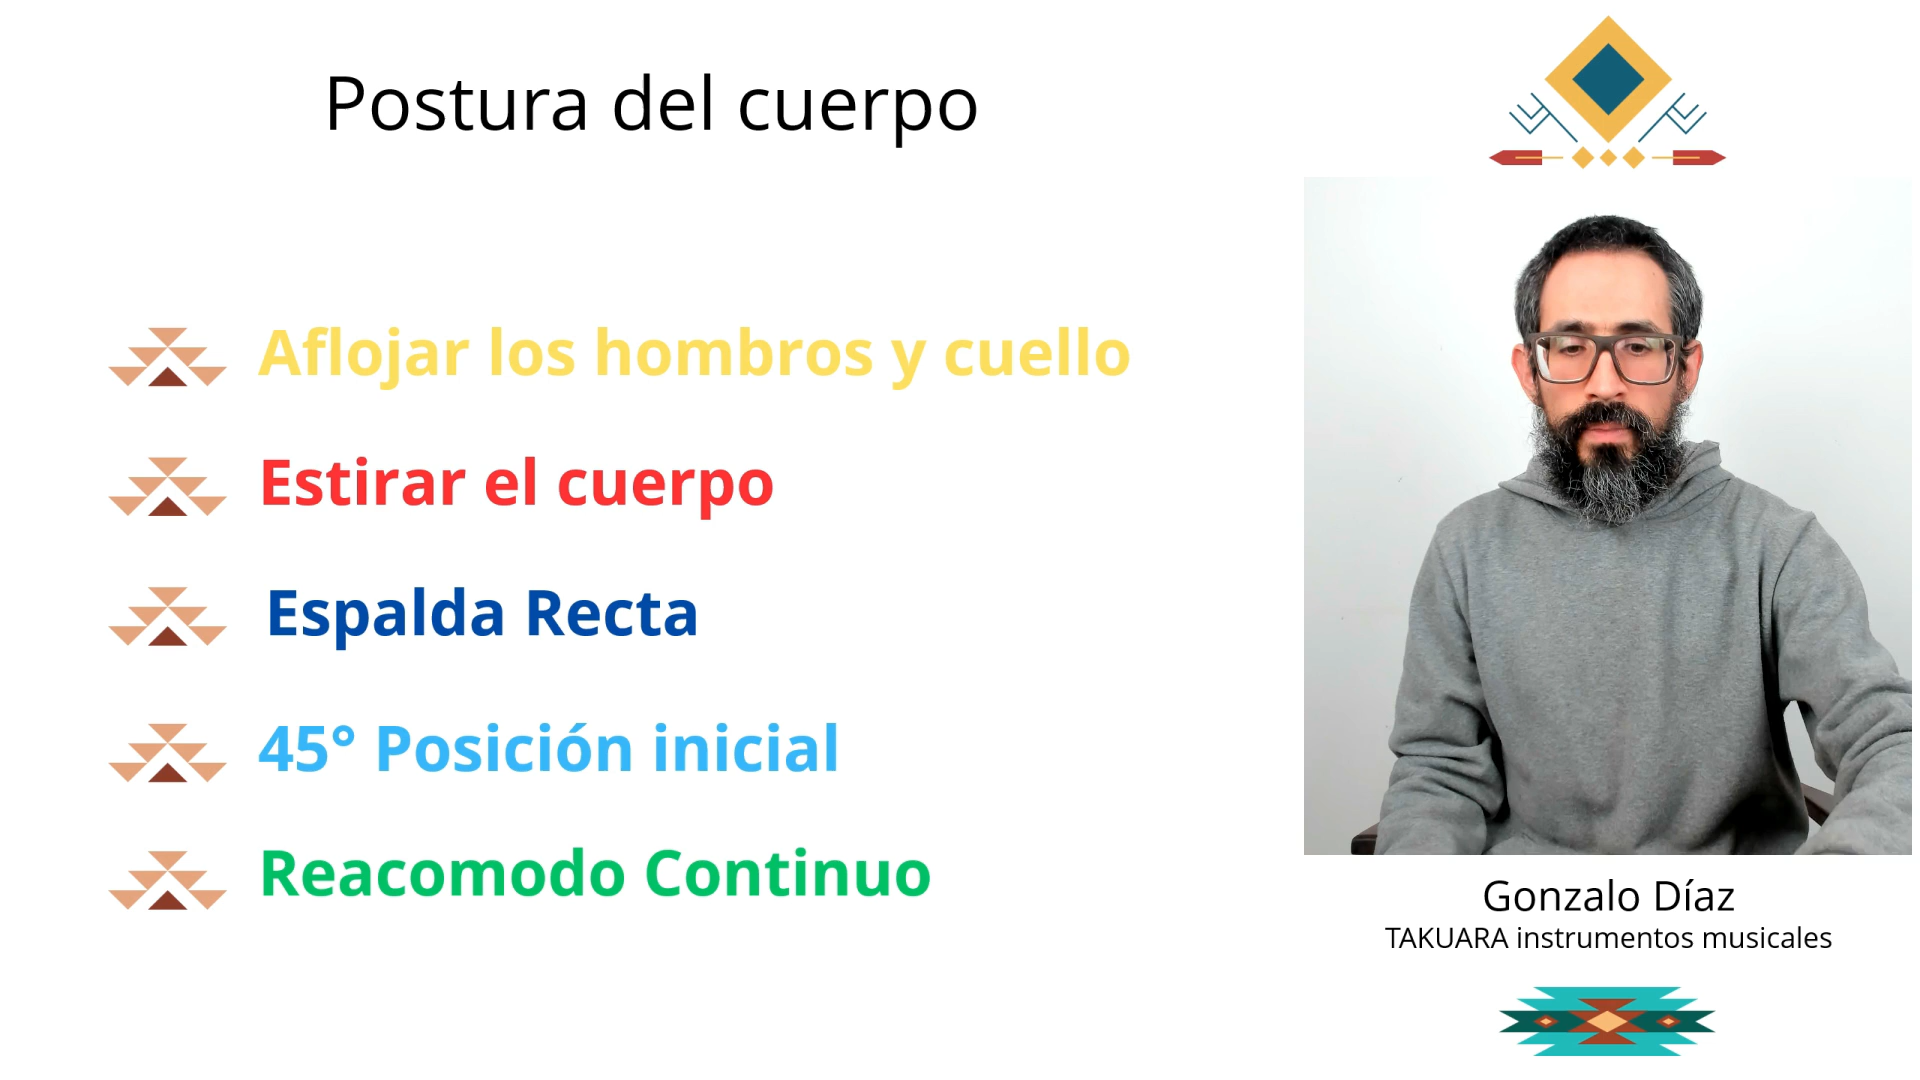 Postura del cuerpo
Aflojar los hombros y cuello
Estirar el cuerpo
Espalda Recta
45° Posición inicial
Reacomodo Continuo
Gonzalo Díaz
TAKUARA instrumentos musicales